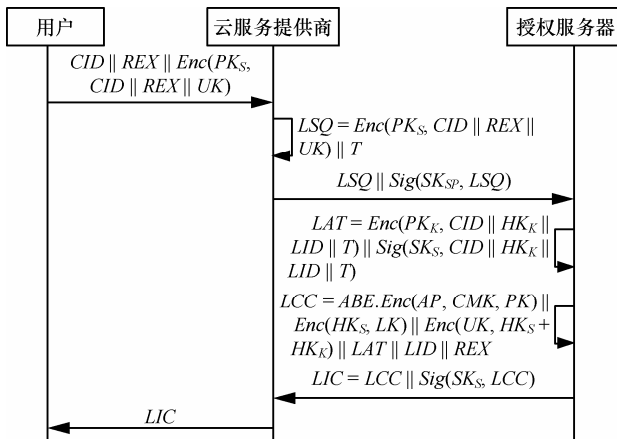 用户
云服务提供商
授权服务器
CID || REX || Enc(PK_S,
CID || REX || UK)
LSQ = Enc(PK_S, CID || REX ||
UK) || T
LSQ || Sig(SK_SP, LSQ)
LAT = Enc(PK_K, CID || HK_K ||
LID || T) || Sig(SK_S, CID || HK_K ||
LID || T)
LCC = ABE.Enc(AP, CMK, PK) ||
Enc(HK_S, LK) || Enc(UK, HK_S +
HK_K) || LAT || LID || REX
LIC = LCC || Sig(SK_S, LCC)
LIC